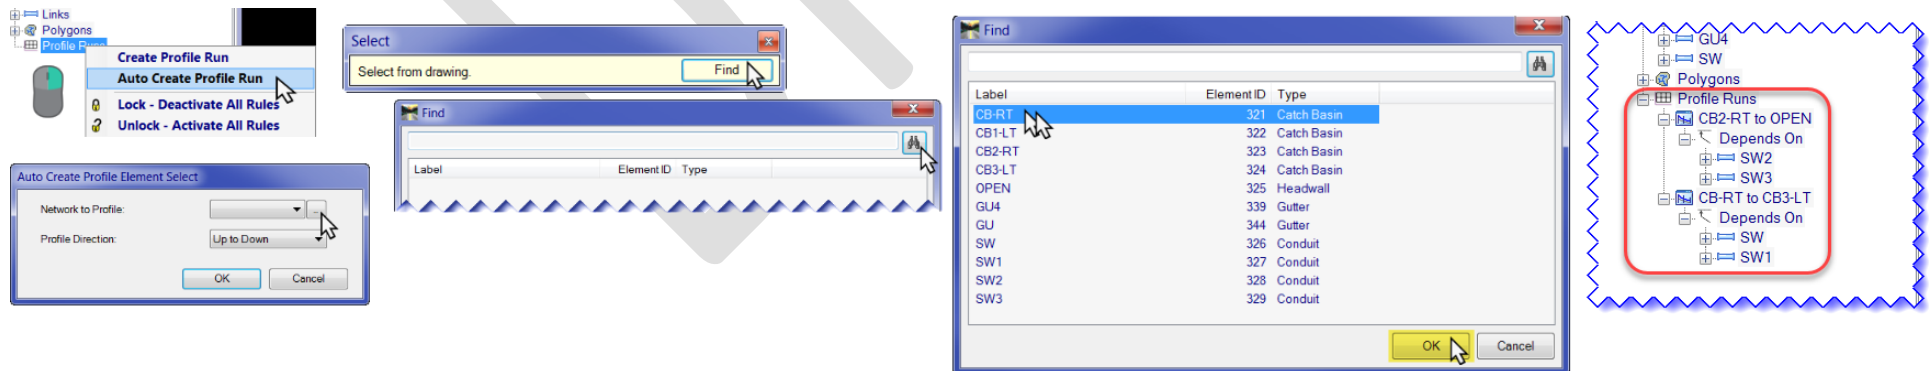 Links
Polygons
Profile Runs
Create Profile Run
Auto Create Profile Run
Lock - Deactivate All Rules
Unlock - Activate All Rules
Auto Create Profile Element Select
Network to Profile:
...
Profile Direction:
Up to Down
OK
Cancel
Select
Select from drawing.
Find
Find
Label
Element ID
Type
Find
Label Element ID Type
CB-RT 321 Catch Basin
CB1-LT 322 Catch Basin
CB2-RT 323 Catch Basin
CB3-LT 324 Catch Basin
OPEN 325 Headwall
GU4 339 Gutter
GU 344 Gutter
SW 326 Conduit
SW1 327 Conduit
SW2 328 Conduit
SW3 329 Conduit
OK
Cancel
GU4
SW
Polygons
Profile Runs
CB2-RT to OPEN
Depends On
SW2
SW3
CB-RT to CB3-LT
Depends On
SW
SW1